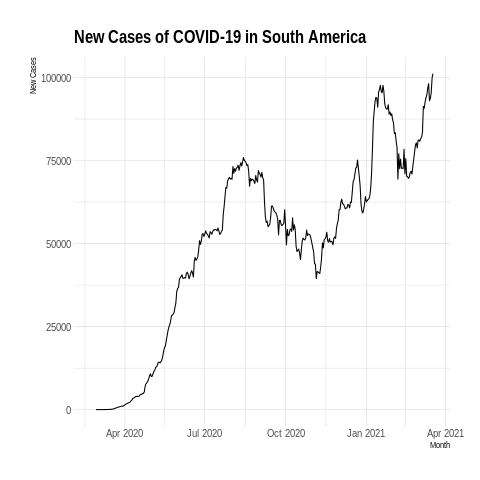 New Cases of COVID-19 in South America
New Cases
100000
75000
50000
25000
0
Apr 2020 Jul 2020 Oct 2020 Jan 2021 Apr 2021
Month